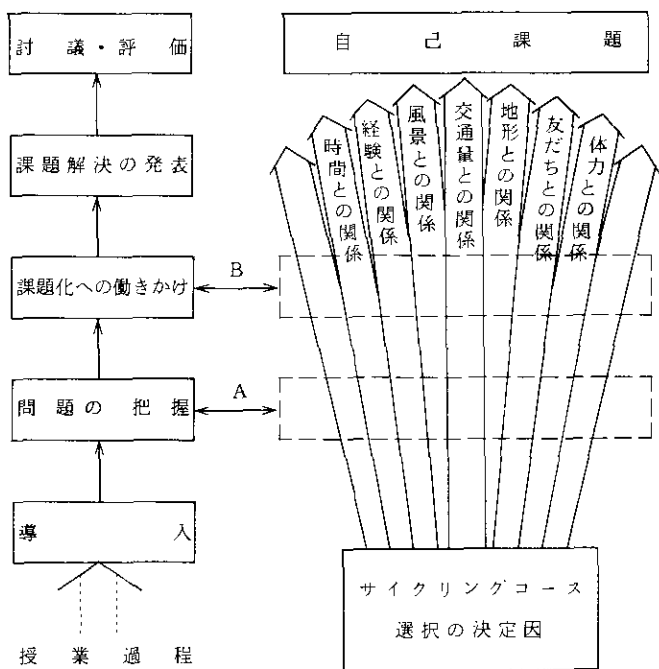 討議・評価
自己課題
課題解決の発表
時間との関係
経験との関係
風景との関係
交通量との関係
地形との関係
友だちとの関係
体力との関係
課題化への働きかけ
B
問題の把握
A
導入
サイクリングコース
選択の決定因
授業過程